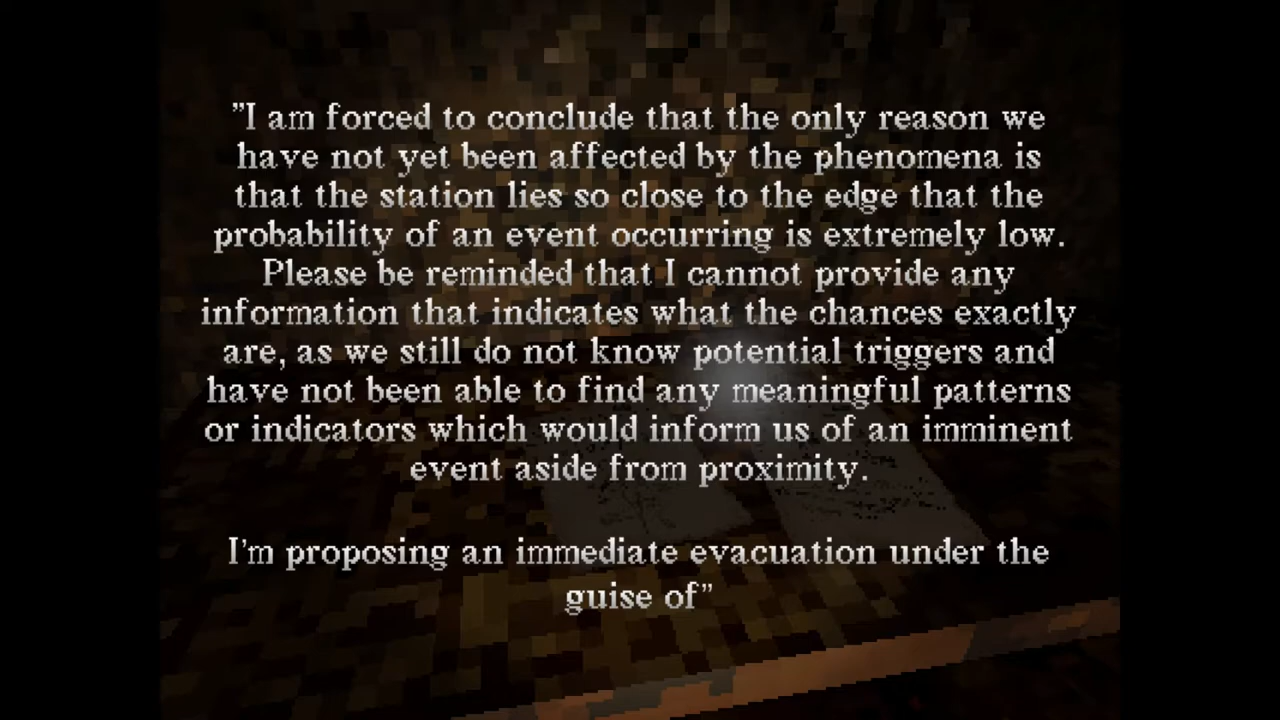 "I am forced to conclude that the only reason we
have not yet been affected by the phenomena is
that the station lies so close to the edge that the
probability of an event occurring is extremely low.
Please be reminded that I cannot provide any
information that indicates what the chances exactly
are, as we still do not know potential triggers and
have not been able to find any meaningful patterns
or indicators which would inform us of an imminent
event aside from proximity.
I'm proposing an immediate evacuation under the
guise of"